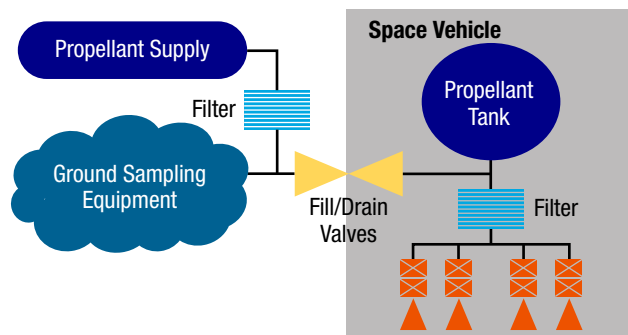 Space Vehicle
Propellant Supply
Propellant
Tank
Filter
Ground Sampling
Equipment
Fill/Drain
Valves
Filter